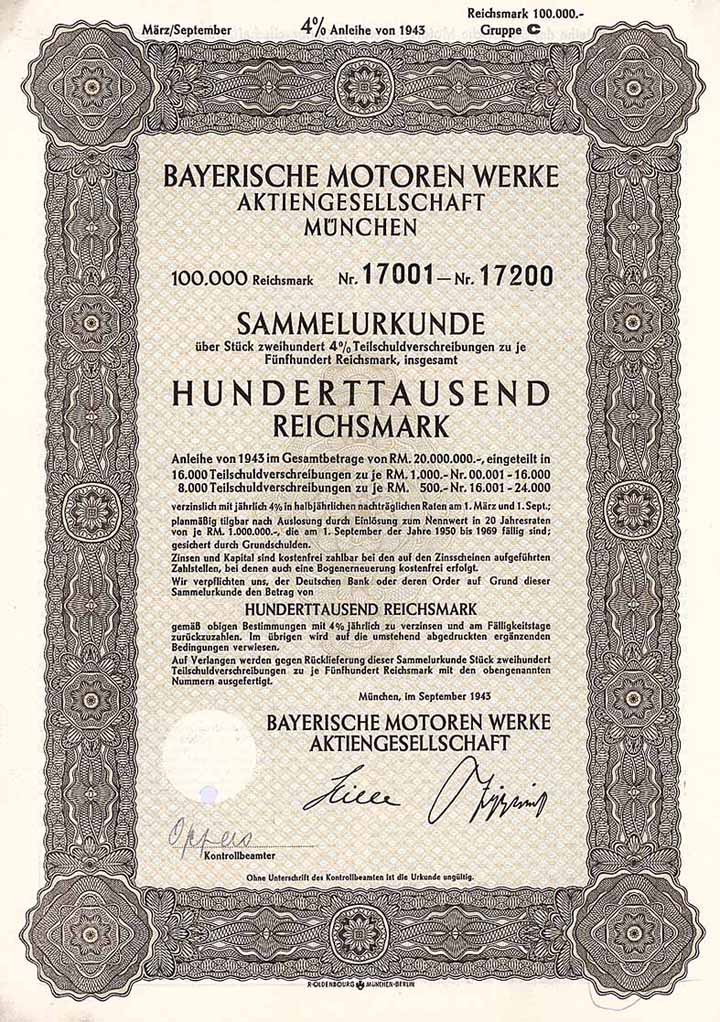 März/September
4% Anleihe von 1943
Reichsmark 100.000.-
Gruppe C
BAYERISCHE MOTOREN WERKE
AKTIENGESELLSCHAFT
MÜNCHEN
100.000 Reichsmark Nr. 17001 — Nr. 17200
SAMMELURKUNDE
über Stück zweihundert 4% Teilschuldverschreibungen zu je
Fünfhundert Reichsmark, insgesamt
HUNDERTTAUSEND
REICHSMARK
Anleihe von 1943 im Gesamtbetrage von RM. 20.000.000.-, eingeteilt in
16.000 Teilschuldverschreibungen zu je RM. 1.000.- Nr. 00.001 - 16.000
8.000 Teilschuldverschreibungen zu je RM. 500.- Nr. 16.001 - 24.000
verzinslich mit jährlich 4% in halbjährlichen nachträglichen Raten am 1. März und 1. Sept.;
planmäßig tilgbar nach Auslosung durch Einlösung zum Nennwert in 20 Jahresraten
von je RM. 1.000.000.-, die am 1. September der Jahre 1950 bis 1969 fällig sind;
gesichert durch Grundschulden.
Zinsen und Kapital sind kostenfrei zahlbar bei den auf den Zinsscheinen aufgeführten
Zahlstellen, bei denen auch eine Bogenerneuerung kostenfrei erfolgt.
Wir verpflichten uns, der Deutschen Bank oder deren Order auf Grund dieser
Sammelurkunde den Betrag von
HUNDERTTAUSEND REICHSMARK
gemäß obigen Bestimmungen mit 4% jährlich zu verzinsen und am Fälligkeitstage
zurückzuzahlen. Im übrigen wird auf die umstehend abgedruckten ergänzenden
Bedingungen verwiesen.
Auf Verlangen werden gegen Rücklieferung dieser Sammelurkunde Stück zweihundert
Teilschuldverschreibungen zu je Fünfhundert Reichsmark mit den obengenannten
Nummern ausgefertigt.
München, im September 1943
BAYERISCHE MOTOREN WERKE
AKTIENGESELLSCHAFT
Kontrollbeamter
Ohne Unterschrift des Kontrollbeamten ist die Urkunde ungültig.
R·OLDENBOURG MÜNCHEN-BERLIN